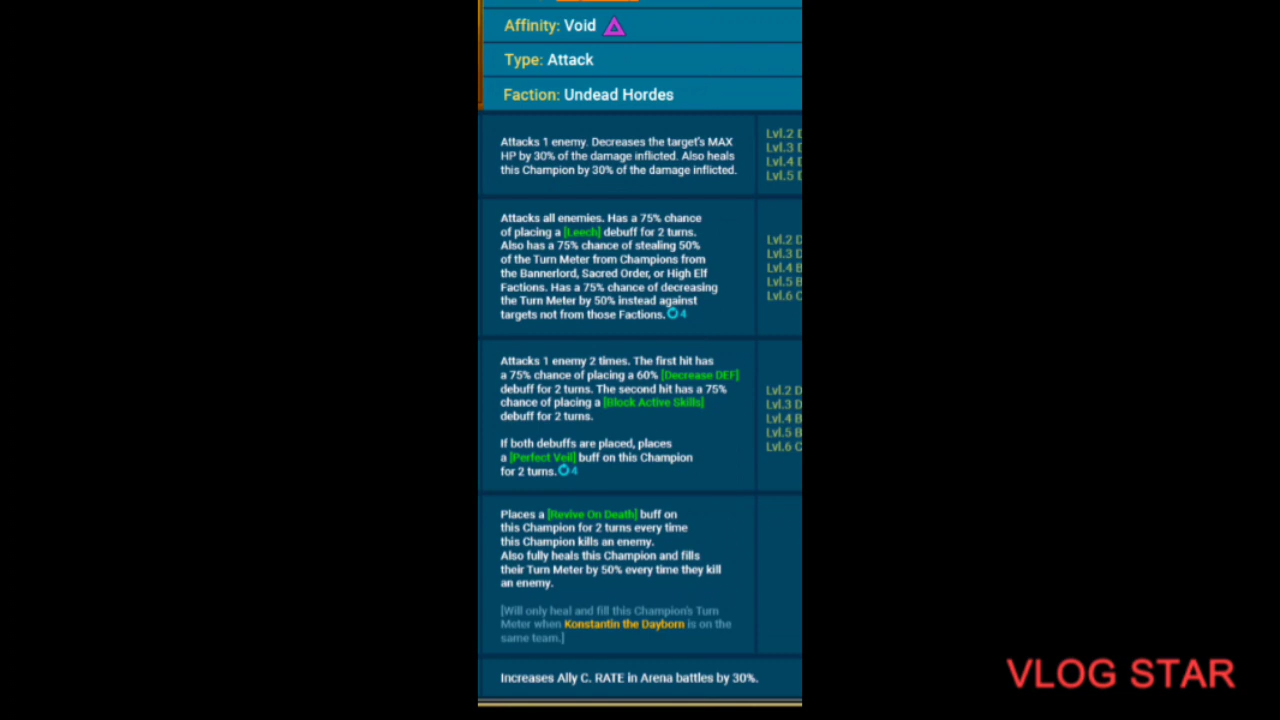 Affinity: Void
Type: Attack
Faction: Undead Hordes
Attacks 1 enemy. Decreases the target's MAX
HP by 30% of the damage inflicted. Also heals
this Champion by 30% of the damage inflicted.
Lvl.2 D
Lvl.3 D
Lvl.4 D
Lvl.5 D
Attacks all enemies. Has a 75% chance
of placing a [Leech] debuff for 2 turns.
Also has a 75% chance of stealing 50%
of the Turn Meter from Champions from
the Bannerlord, Sacred Order, or High Elf
Factions. Has a 75% chance of decreasing
the Turn Meter by 50% instead against
targets not from those Factions. 4
Lvl.2 D
Lvl.3 D
Lvl.4 B
Lvl.5 B
Lvl.6 C
Attacks 1 enemy 2 times. The first hit has
a 75% chance of placing a 60% [Decrease DEF]
debuff for 2 turns. The second hit has a 75%
chance of placing a [Block Active Skills]
debuff for 2 turns.
If both debuffs are placed, places
a [Perfect Veil] buff on this Champion
for 2 turns. 4
Lvl.2 D
Lvl.3 D
Lvl.4 B
Lvl.5 B
Lvl.6 C
Places a [Revive On Death] buff on
this Champion for 2 turns every time
this Champion kills an enemy.
Also fully heals this Champion and fills
their Turn Meter by 50% every time they kill
an enemy.
[Will only heal and fill this Champion's Turn
Meter when Konstantin the Dayborn is on the
same team.]
Increases Ally C. RATE in Arena battles by 30%.
VLOG STAR